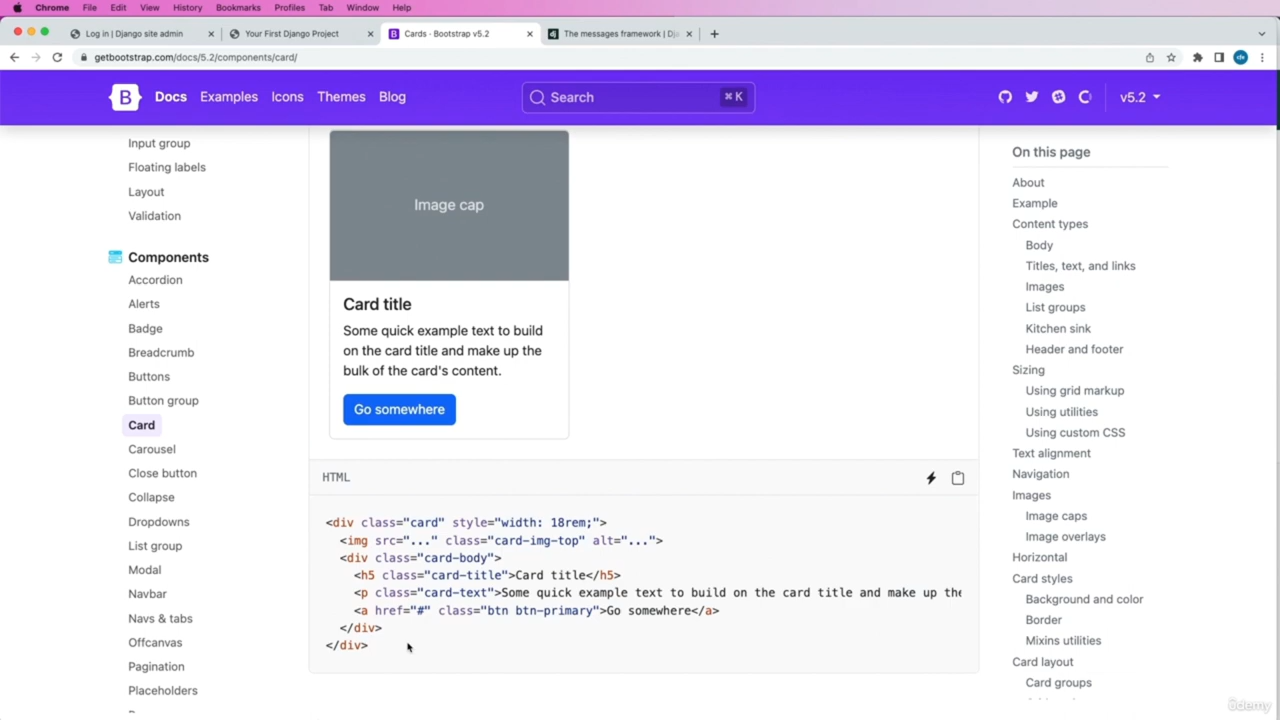 Chrome File Edit View History Bookmarks Profiles Tab Window Help
Log in | Django site admin
Your First Django Project
Cards · Bootstrap v5.2
The messages framework | Dja
getbootstrap.com/docs/5.2/components/card/
B Docs Examples Icons Themes Blog
Search ⌘ K
v5.2
Input group
Floating labels
Layout
Validation
Components
Accordion
Alerts
Badge
Breadcrumb
Buttons
Button group
Card
Carousel
Close button
Collapse
Dropdowns
List group
Modal
Navbar
Navs & tabs
Offcanvas
Pagination
Placeholders
Image cap
Card title
Some quick example text to build
on the card title and make up the
bulk of the card's content.
Go somewhere
HTML
<div class="card" style="width: 18rem;">
<img src="..." class="card-img-top" alt="...">
<div class="card-body">
<h5 class="card-title">Card title</h5>
<p class="card-text">Some quick example text to build on the card title and make up the
<a href="#" class="btn btn-primary">Go somewhere</a>
</div>
</div>
On this page
About
Example
Content types
Body
Titles, text, and links
Images
List groups
Kitchen sink
Header and footer
Sizing
Using grid markup
Using utilities
Using custom CSS
Text alignment
Navigation
Images
Image caps
Image overlays
Horizontal
Card styles
Background and color
Border
Mixins utilities
Card layout
Card groups
ûdemy